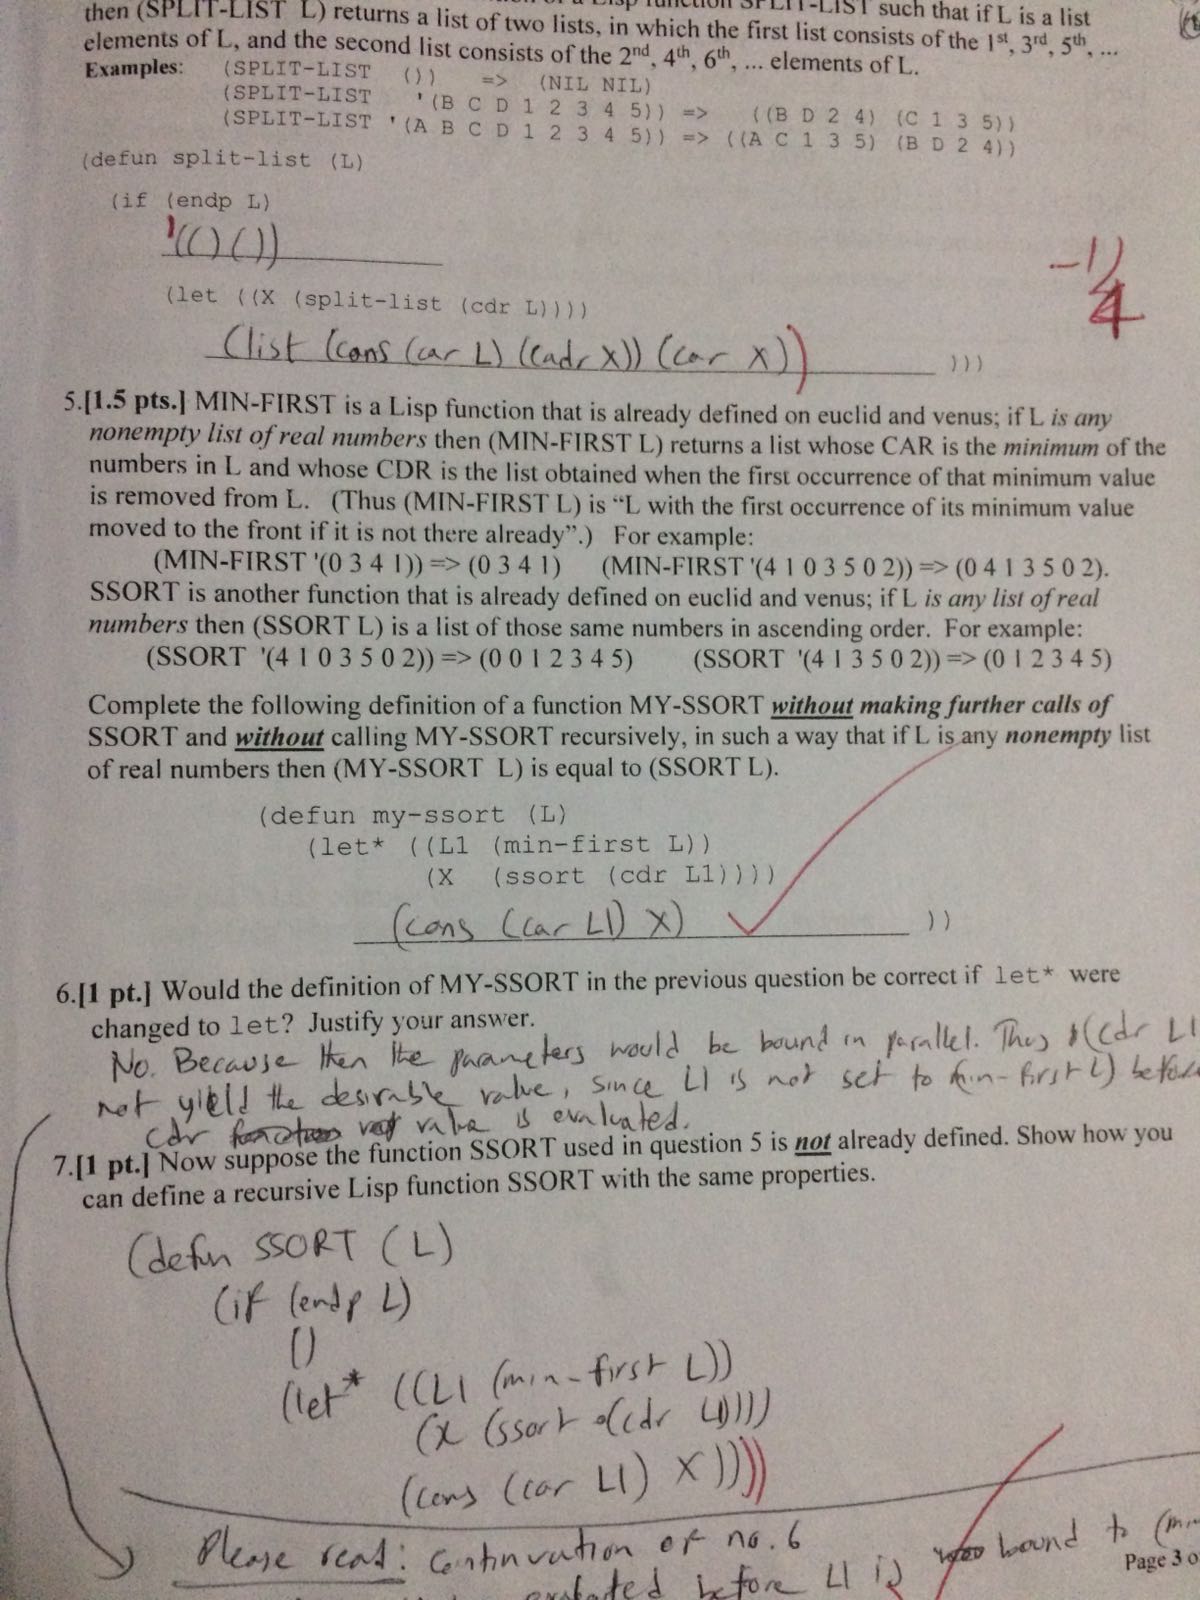 then (SPLIT-LIST L) returns a list of two lists, in which the first list consists of the 1st, 3rd, 5th, ...
elements of L, and the second list consists of the 2nd, 4th, 6th, ... elements of L.
Examples: (SPLIT-LIST ()) => (NIL NIL)
(SPLIT-LIST '(B C D 1 2 3 4 5)) => ((B D 2 4) (C 1 3 5))
(SPLIT-LIST '(A B C D 1 2 3 4 5)) => ((A C 1 3 5) (B D 2 4))
(defun split-list (L)
(if (endp L)
'(()())
-1/4
(let ((X (split-list (cdr L))))
(list (cons (car L) (cadr X)) (car X)) )))
5.[1.5 pts.] MIN-FIRST is a Lisp function that is already defined on euclid and venus; if L is any
nonempty list of real numbers then (MIN-FIRST L) returns a list whose CAR is the minimum of the
numbers in L and whose CDR is the list obtained when the first occurrence of that minimum value
is removed from L. (Thus (MIN-FIRST L) is “L with the first occurrence of its minimum value
moved to the front if it is not there already”.) For example:
(MIN-FIRST '(0 3 4 1)) => (0 3 4 1) (MIN-FIRST '(4 1 0 3 5 0 2)) => (0 4 1 3 5 0 2).
SSORT is another function that is already defined on euclid and venus; if L is any list of real
numbers then (SSORT L) is a list of those same numbers in ascending order. For example:
(SSORT '(4 1 0 3 5 0 2)) => (0 0 1 2 3 4 5) (SSORT '(4 1 3 5 0 2)) => (0 1 2 3 4 5)
Complete the following definition of a function MY-SSORT without making further calls of
SSORT and without calling MY-SSORT recursively, in such a way that if L is any nonempty list
of real numbers then (MY-SSORT L) is equal to (SSORT L).
(defun my-ssort (L)
(let* ((L1 (min-first L))
(X (ssort (cdr L1))))
(cons (car L1) X) ))
6.[1 pt.] Would the definition of MY-SSORT in the previous question be correct if let* were
changed to let? Justify your answer.
No. Because then the parameters would be bound in parallel. Thus (cdr L1
not yield the desirable value, since L1 is not set to (min-first L) before
cdr value is evaluated.
7.[1 pt.] Now suppose the function SSORT used in question 5 is not already defined. Show how you
can define a recursive Lisp function SSORT with the same properties.
(defun SSORT (L)
(if (endp L)
()
(let* ((L1 (min-first L))
(X (ssort (cdr L1))))
(cons (car L1) X))))
Please read: Continuation of no. 6
bound to (min
Page 3 o
evaluated before L1 is